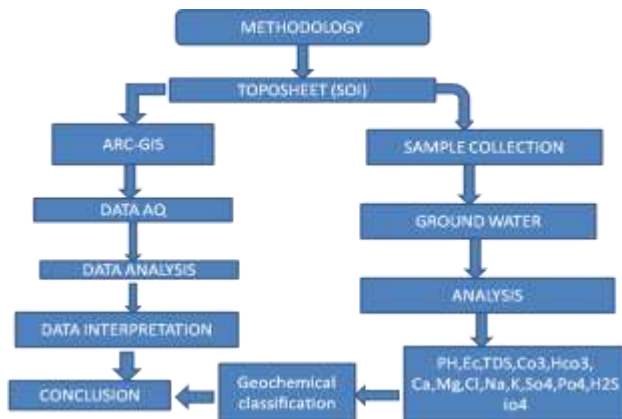 METHODOLOGY
TOPOSHEET (SOI)
ARC-GIS
SAMPLE COLLECTION
DATA AQ
GROUND WATER
DATA ANALYSIS
ANALYSIS
DATA INTERPRETATION
PH,Ec,TDS,Co3,Hco3,
Ca,Mg,Cl,Na,K,So4,Po4,H2S
io4
Geochemical
classification
CONCLUSION